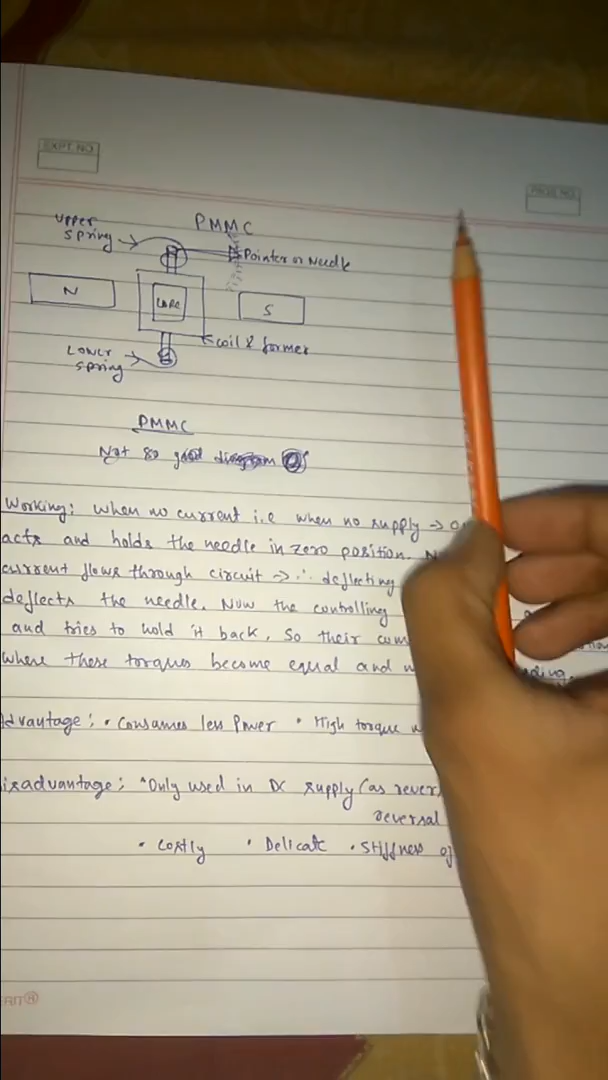 EXPT. NO.
PAGE NO.
PMMC
Upper
Spring
Pointer or Needle
N
CORE
S
coil & former
Lower
spring
PMMC
Not so good diagram
Working: When no current i.e when no supply →
acts and holds the needle in zero position.
current flows through circuit → ∴ deflecting
deflects the needle. Now the controlling
and tries to hold it back, So their com
where these torques become equal and
dvantage: • Consumes less Power • High torque
isadvantage: • Only used in DC supply (as rever
reversal
• Costly • Delicate • Stiffness of
ERIT®